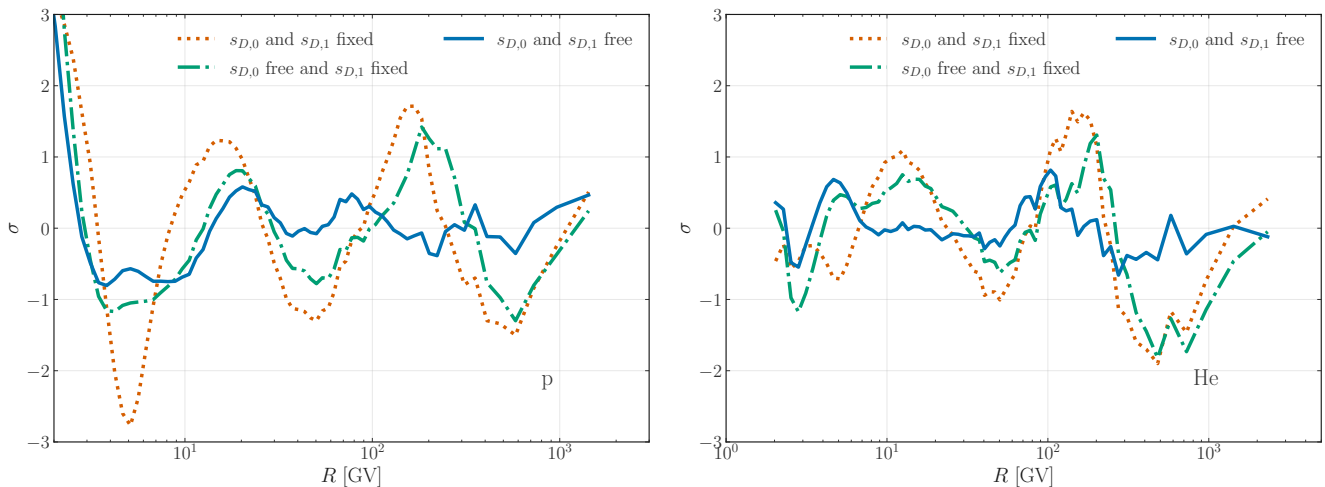 3
2
1
0
−1
−2
−3
σ
s_{D,0} and s_{D,1} fixed
s_{D,0} and s_{D,1} free
s_{D,0} free and s_{D,1} fixed
p
10^1
10^2
10^3
R [GV]
3
2
1
0
−1
−2
−3
σ
s_{D,0} and s_{D,1} fixed
s_{D,0} and s_{D,1} free
s_{D,0} free and s_{D,1} fixed
He
10^0
10^1
10^2
10^3
R [GV]